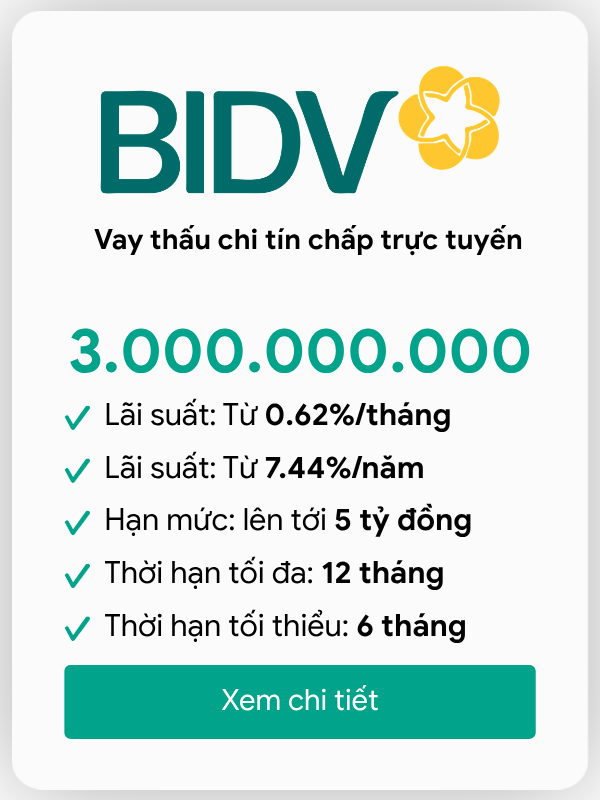 BIDV
Vay thấu chi tín chấp trực tuyến
3.000.000.000
Lãi suất: Từ 0.62%/tháng
Lãi suất: Từ 7.44%/năm
Hạn mức: lên tới 5 tỷ đồng
Thời hạn tối đa: 12 tháng
Thời hạn tối thiểu: 6 tháng
Xem chi tiết